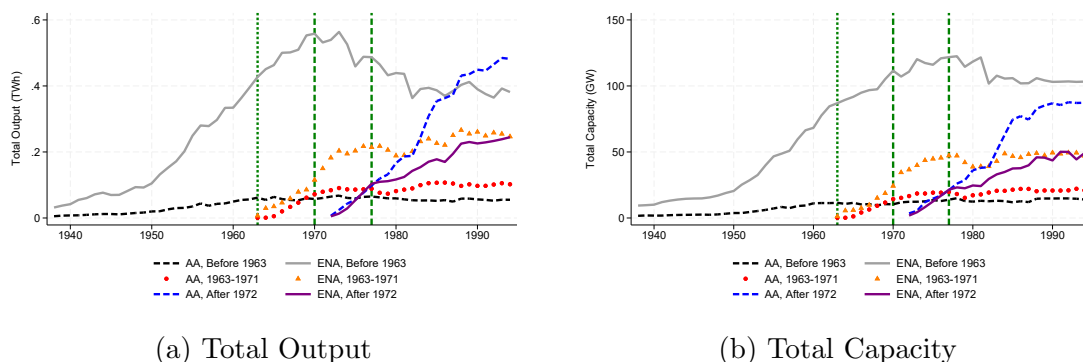 .6
.4
.2
0
Total Output (TWh)
1940 1950 1960 1970 1980 1990
AA, Before 1963 ENA, Before 1963
AA, 1963-1971 ENA, 1963-1971
AA, After 1972 ENA, After 1972
(a) Total Output
150
100
50
0
Total Capacity (GW)
1940 1950 1960 1970 1980 1990
AA, Before 1963 ENA, Before 1963
AA, 1963-1971 ENA, 1963-1971
AA, After 1972 ENA, After 1972
(b) Total Capacity